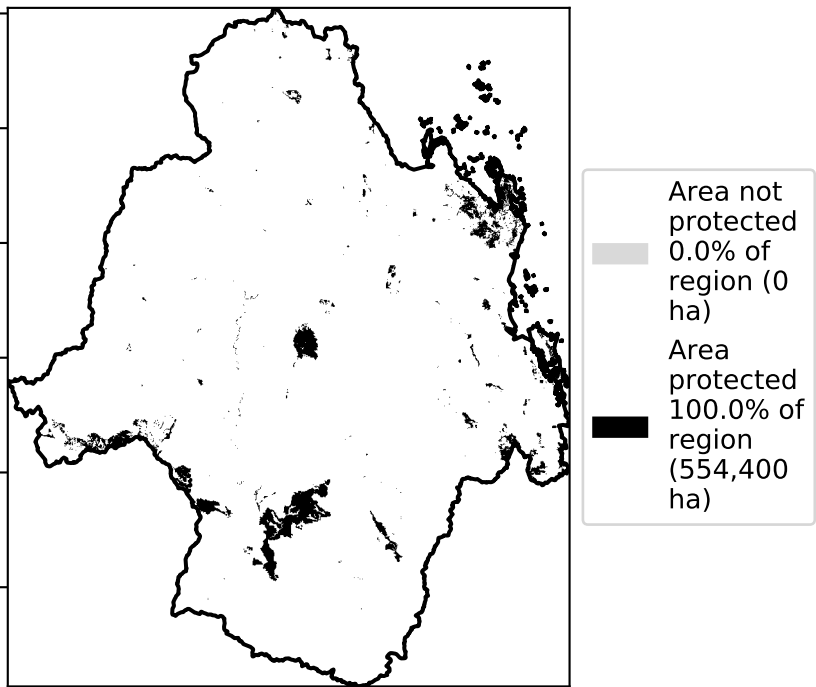 Area not
protected
0.0% of
region (0
ha)
Area
protected
100.0% of
region
(554,400
ha)